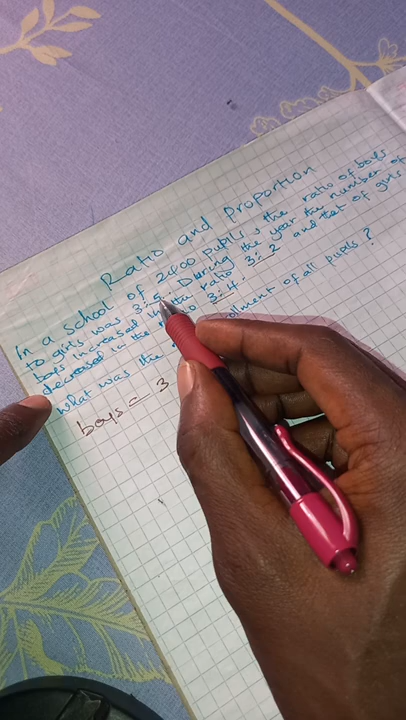 Ratio and Proportion
In a school of 2400 pupils, the ratio of boys
to girls was 3:5. During the year the number of
boys increased in the ratio 3:2 and that of girls
decreased in the ratio 3:4.
What was the enrollment of all pupils?
boys = 3